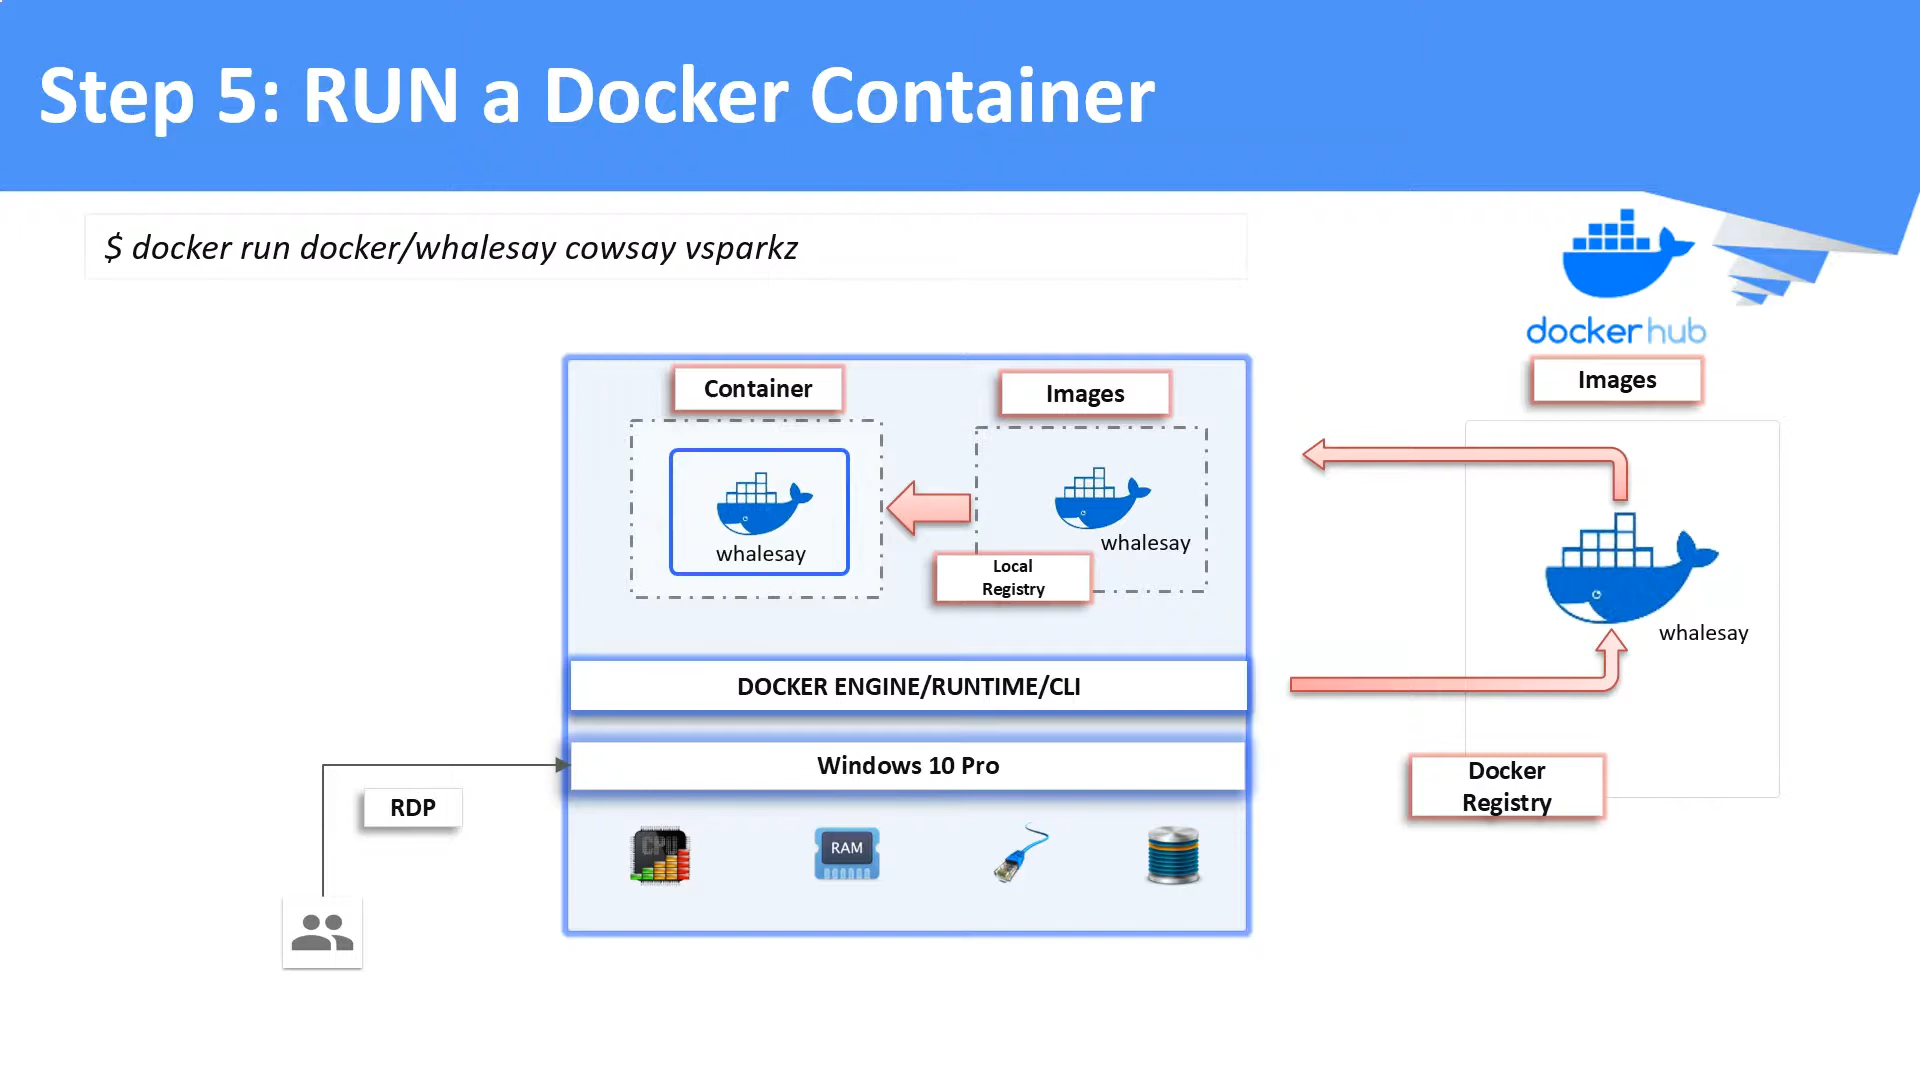 Step 5: RUN a Docker Container
$ docker run docker/whalesay cowsay vsparkz
dockerhub
Images
Container
Images
whalesay
whalesay
Local
Registry
whalesay
DOCKER ENGINE/RUNTIME/CLI
Windows 10 Pro
Docker
Registry
RDP
CPU
RAM